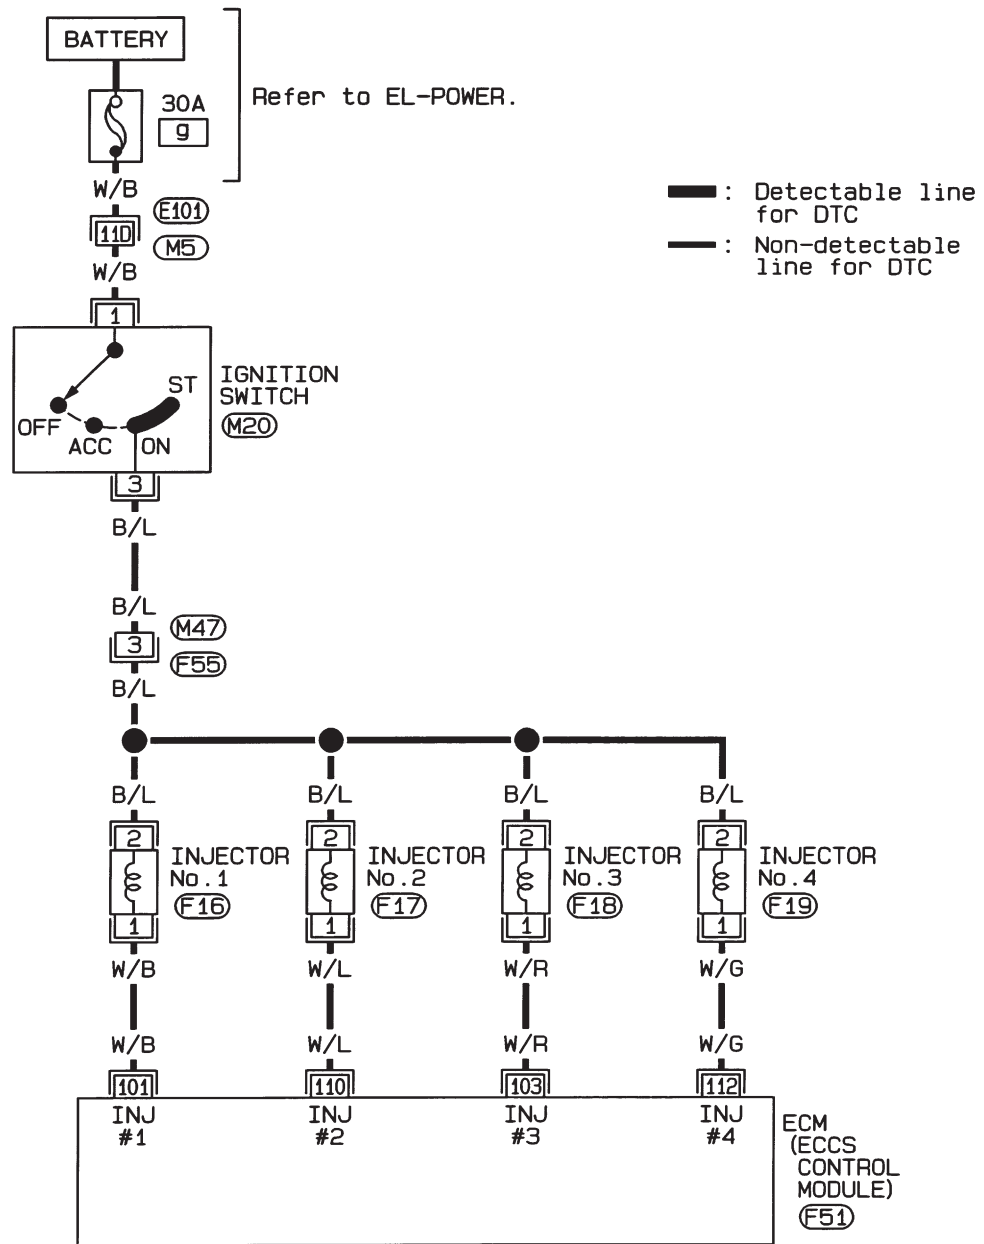 BATTERY
30A
g
Refer to EL-POWER.
W/B
E101
11D
M5
W/B
: Detectable line
for DTC
: Non-detectable
line for DTC
1
OFF
ACC
ON
ST
IGNITION
SWITCH
M20
3
B/L
B/L
M47
3
F55
B/L
B/L B/L B/L B/L
2 2 2 2
INJECTOR
No.1
F16
INJECTOR
No.2
F17
INJECTOR
No.3
F18
INJECTOR
No.4
F19
1 1 1 1
W/B W/L W/R W/G
W/B W/L W/R W/G
101 110 103 112
INJ
#1
INJ
#2
INJ
#3
INJ
#4
ECM
(ECCS
CONTROL
MODULE)
F51